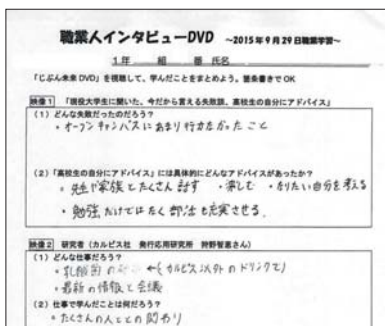 職業人インタビューDVD ～2015年9月29日職業学習～
1年 組 番 氏名
「じぶん未来DVD」を視聴して、学んだことをまとめよう。箇条書きでOK
映像1 「現役大学生に聞いた、今だから言える失敗談、高校生の自分にアドバイス」
(1) どんな失敗だったのだろう？
・オープンキャンパスにあまり行かなかったこと
(2)「高校生の自分にアドバイス」には具体的にどんなアドバイスがあったか？
・ 家族とたくさん話す ・楽しむ ・なりたい自分を考える
・勉強だけではなく部活も充実させる。
映像2 研究者（カルピス社 発行応用研究所 狩野智恵さん）
(1) どんな仕事だろう？
・乳酸菌の ←(カルピス以外のドリンクで)
・最新の情報と会議
(2) 仕事で学んだことは何だろう？
・たくさんの人との関わり